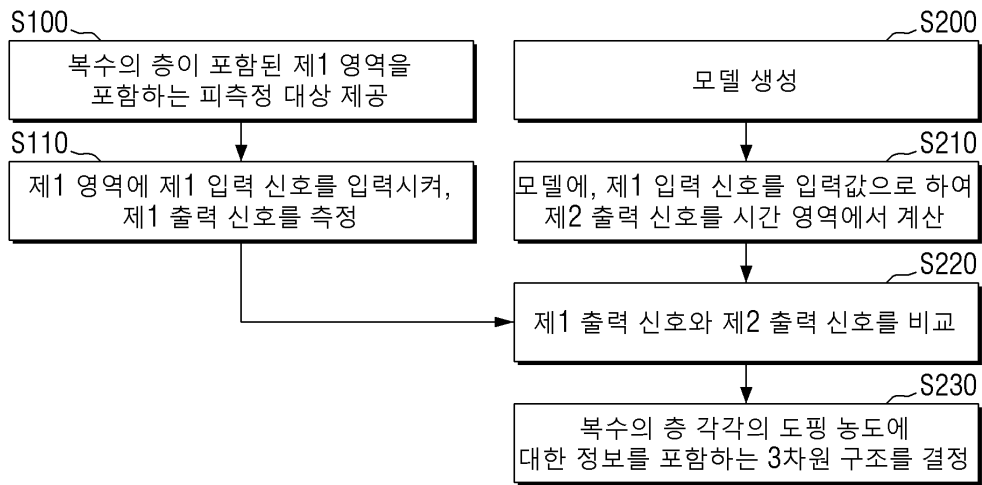 S100
복수의 층이 포함된 제1 영역을
포함하는 피측정 대상 제공
S110
제1 영역에 제1 입력 신호를 입력시켜,
제1 출력 신호를 측정
S200
모델 생성
S210
모델에, 제1 입력 신호를 입력값으로 하여
제2 출력 신호를 시간 영역에서 계산
S220
제1 출력 신호와 제2 출력 신호를 비교
S230
복수의 층 각각의 도핑 농도에
대한 정보를 포함하는 3차원 구조를 결정